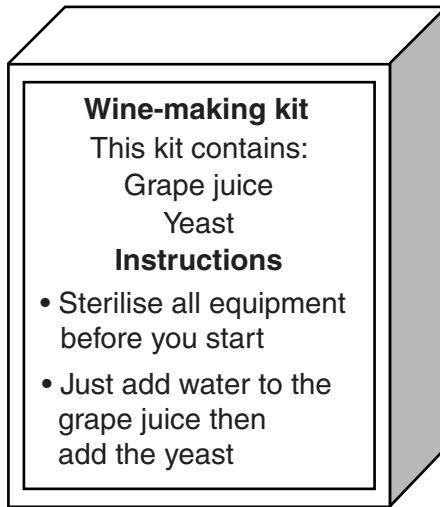 Wine-making kit
This kit contains:
Grape juice
Yeast
Instructions
• Sterilise all equipment
before you start
• Just add water to the
grape juice then
add the yeast